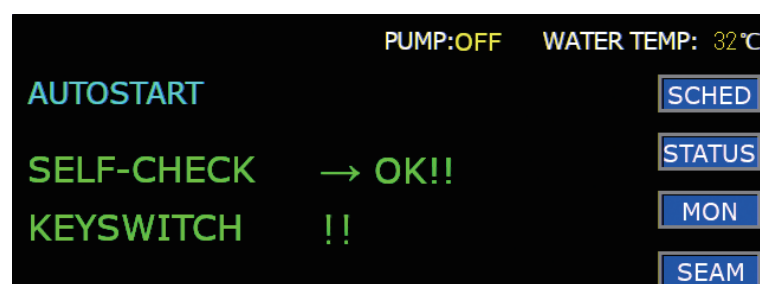 PUMP:OFF WATER TEMP: 32℃
AUTOSTART
SCHED
SELF-CHECK → OK!!
STATUS
KEYSWITCH !!
MON
SEAM